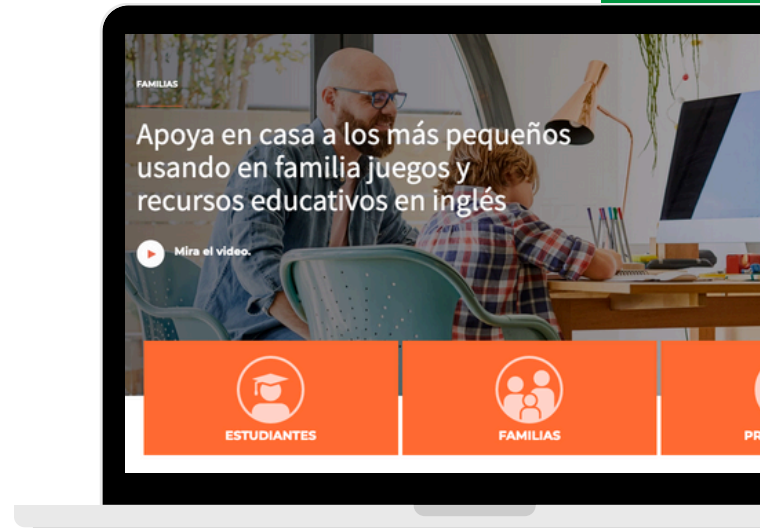 FAMILIAS
Apoya en casa a los más pequeños
usando en familia juegos y
recursos educativos en inglés
Mira el video.
ESTUDIANTES
FAMILIAS